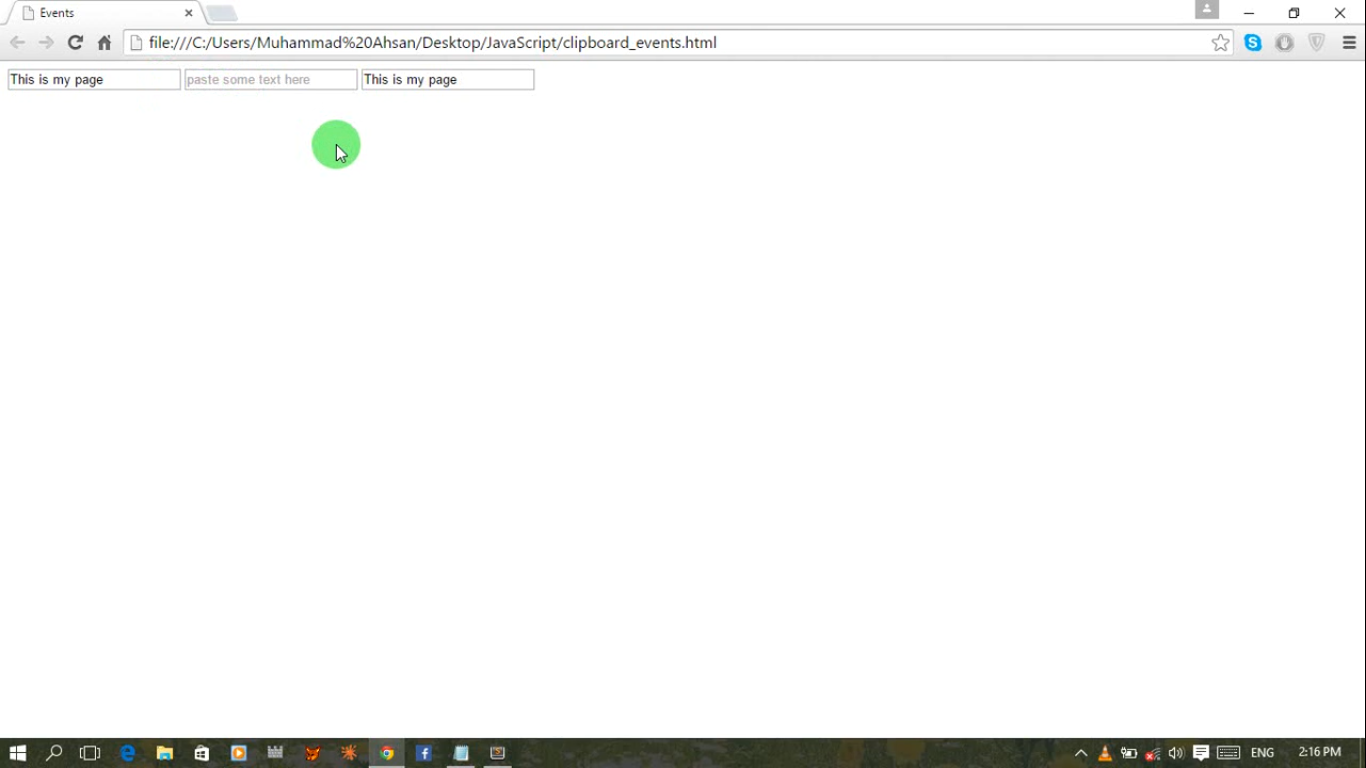 Events
file:///C:/Users/Muhammad%20Ahsan/Desktop/JavaScript/clipboard_events.html
This is my page paste some text here This is my page
ENG 2:16 PM